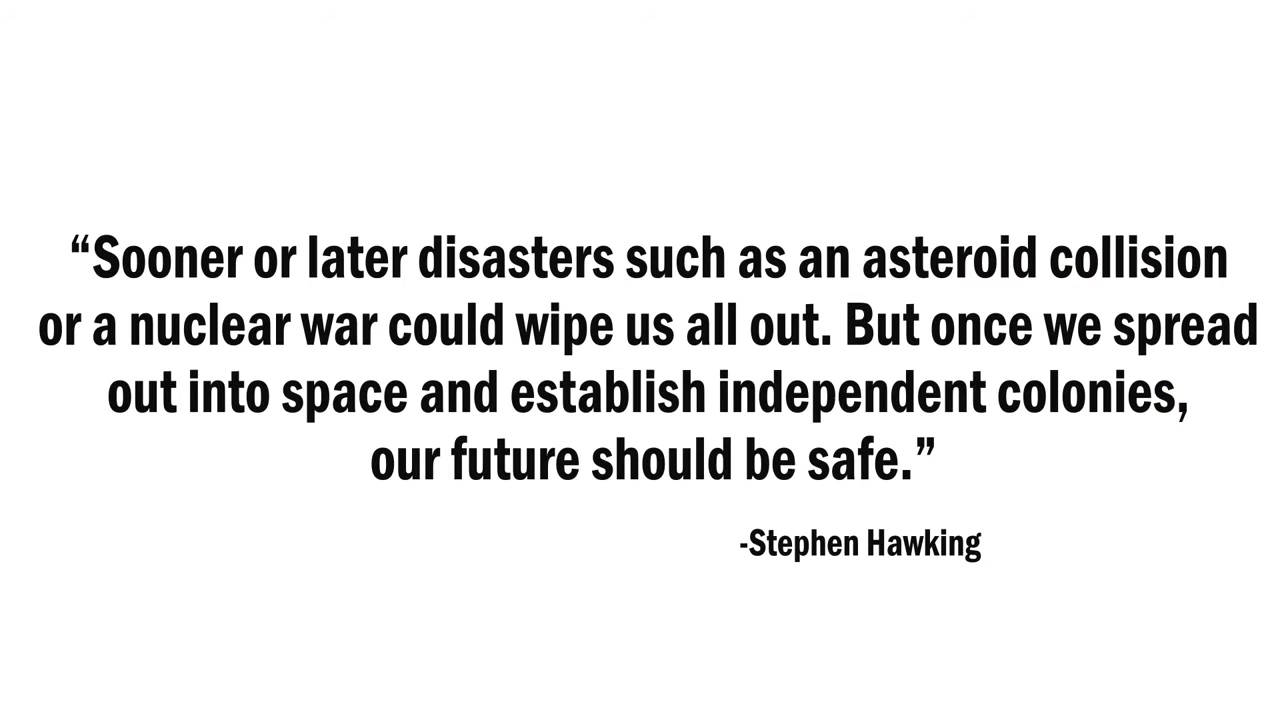 “Sooner or later disasters such as an asteroid collision
or a nuclear war could wipe us all out. But once we spread
out into space and establish independent colonies,
our future should be safe.”
-Stephen Hawking